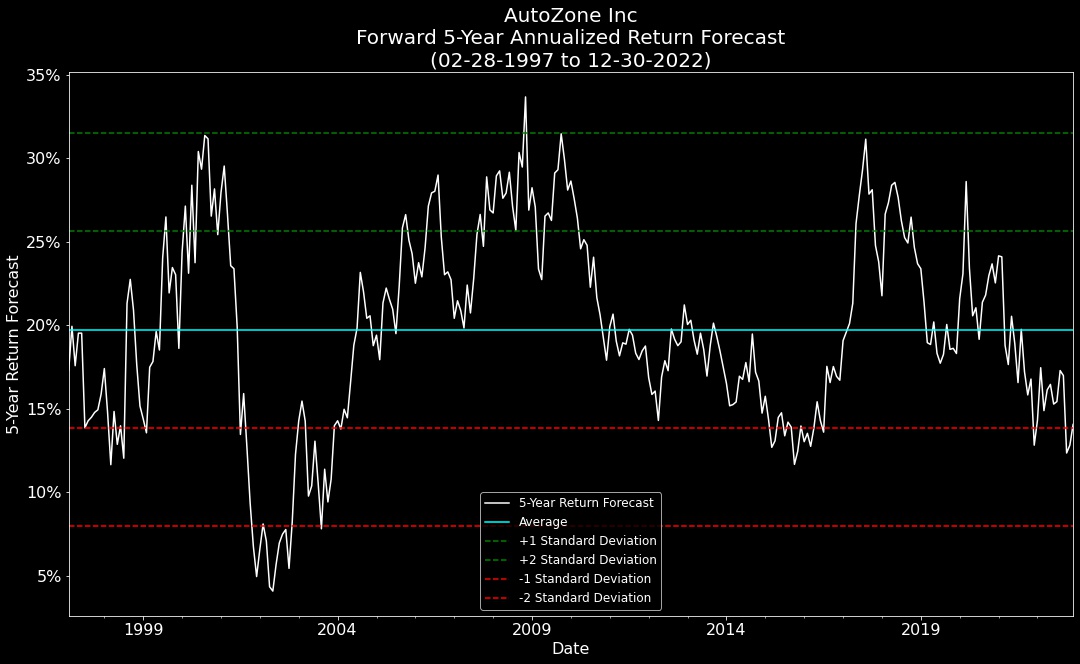 AutoZone Inc
Forward 5-Year Annualized Return Forecast
(02-28-1997 to 12-30-2022)
35%
30%
25%
20%
15%
10%
5%
5-Year Return Forecast
5-Year Return Forecast
Average
+1 Standard Deviation
+2 Standard Deviation
-1 Standard Deviation
-2 Standard Deviation
1999
2004
2009
2014
2019
Date